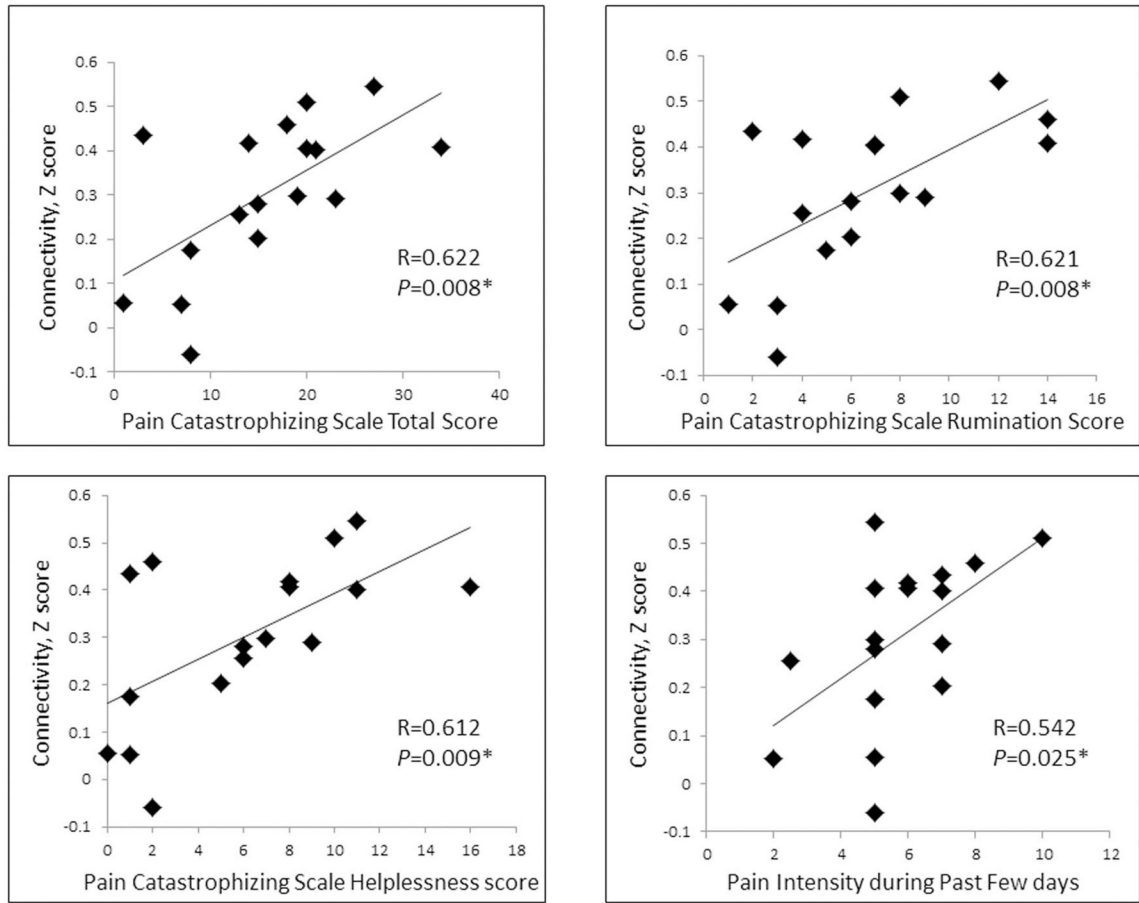 0.6
0.5
0.4
0.3
0.2
0.1
0
-0.1
Connectivity, Z score
R=0.622
P=0.008*
0 10 20 30 40
Pain Catastrophizing Scale Total Score
0.6
0.5
0.4
0.3
0.2
0.1
0
-0.1
Connectivity, Z score
R=0.621
P=0.008*
0 2 4 6 8 10 12 14 16
Pain Catastrophizing Scale Rumination Score
0.6
0.5
0.4
0.3
0.2
0.1
0
-0.1
Connectivity, Z score
R=0.612
P=0.009*
0 2 4 6 8 10 12 14 16 18
Pain Catastrophizing Scale Helplessness score
0.6
0.5
0.4
0.3
0.2
0.1
0
-0.1
Connectivity, Z score
R=0.542
P=0.025*
0 2 4 6 8 10 12
Pain Intensity during Past Few days